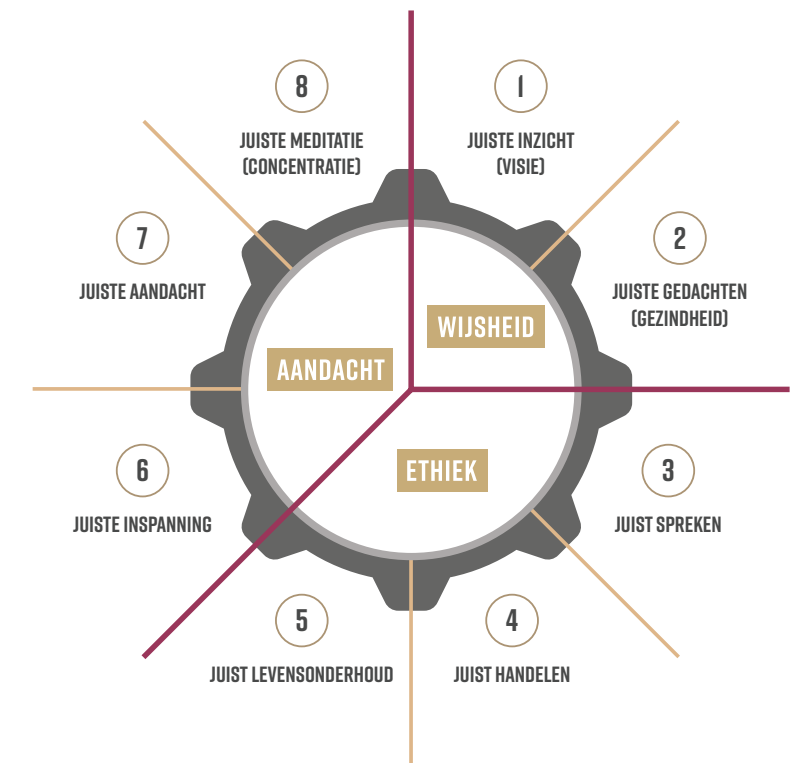 1
JUISTE INZICHT
(VISIE)
2
JUISTE GEDACHTEN
(GEZINDHEID)
3
JUIST SPREKEN
4
JUIST HANDELEN
5
JUIST LEVENSONDERHOUD
6
JUISTE INSPANNING
7
JUISTE AANDACHT
8
JUISTE MEDITATIE
(CONCENTRATIE)
WIJSHEID
AANDACHT
ETHIEK